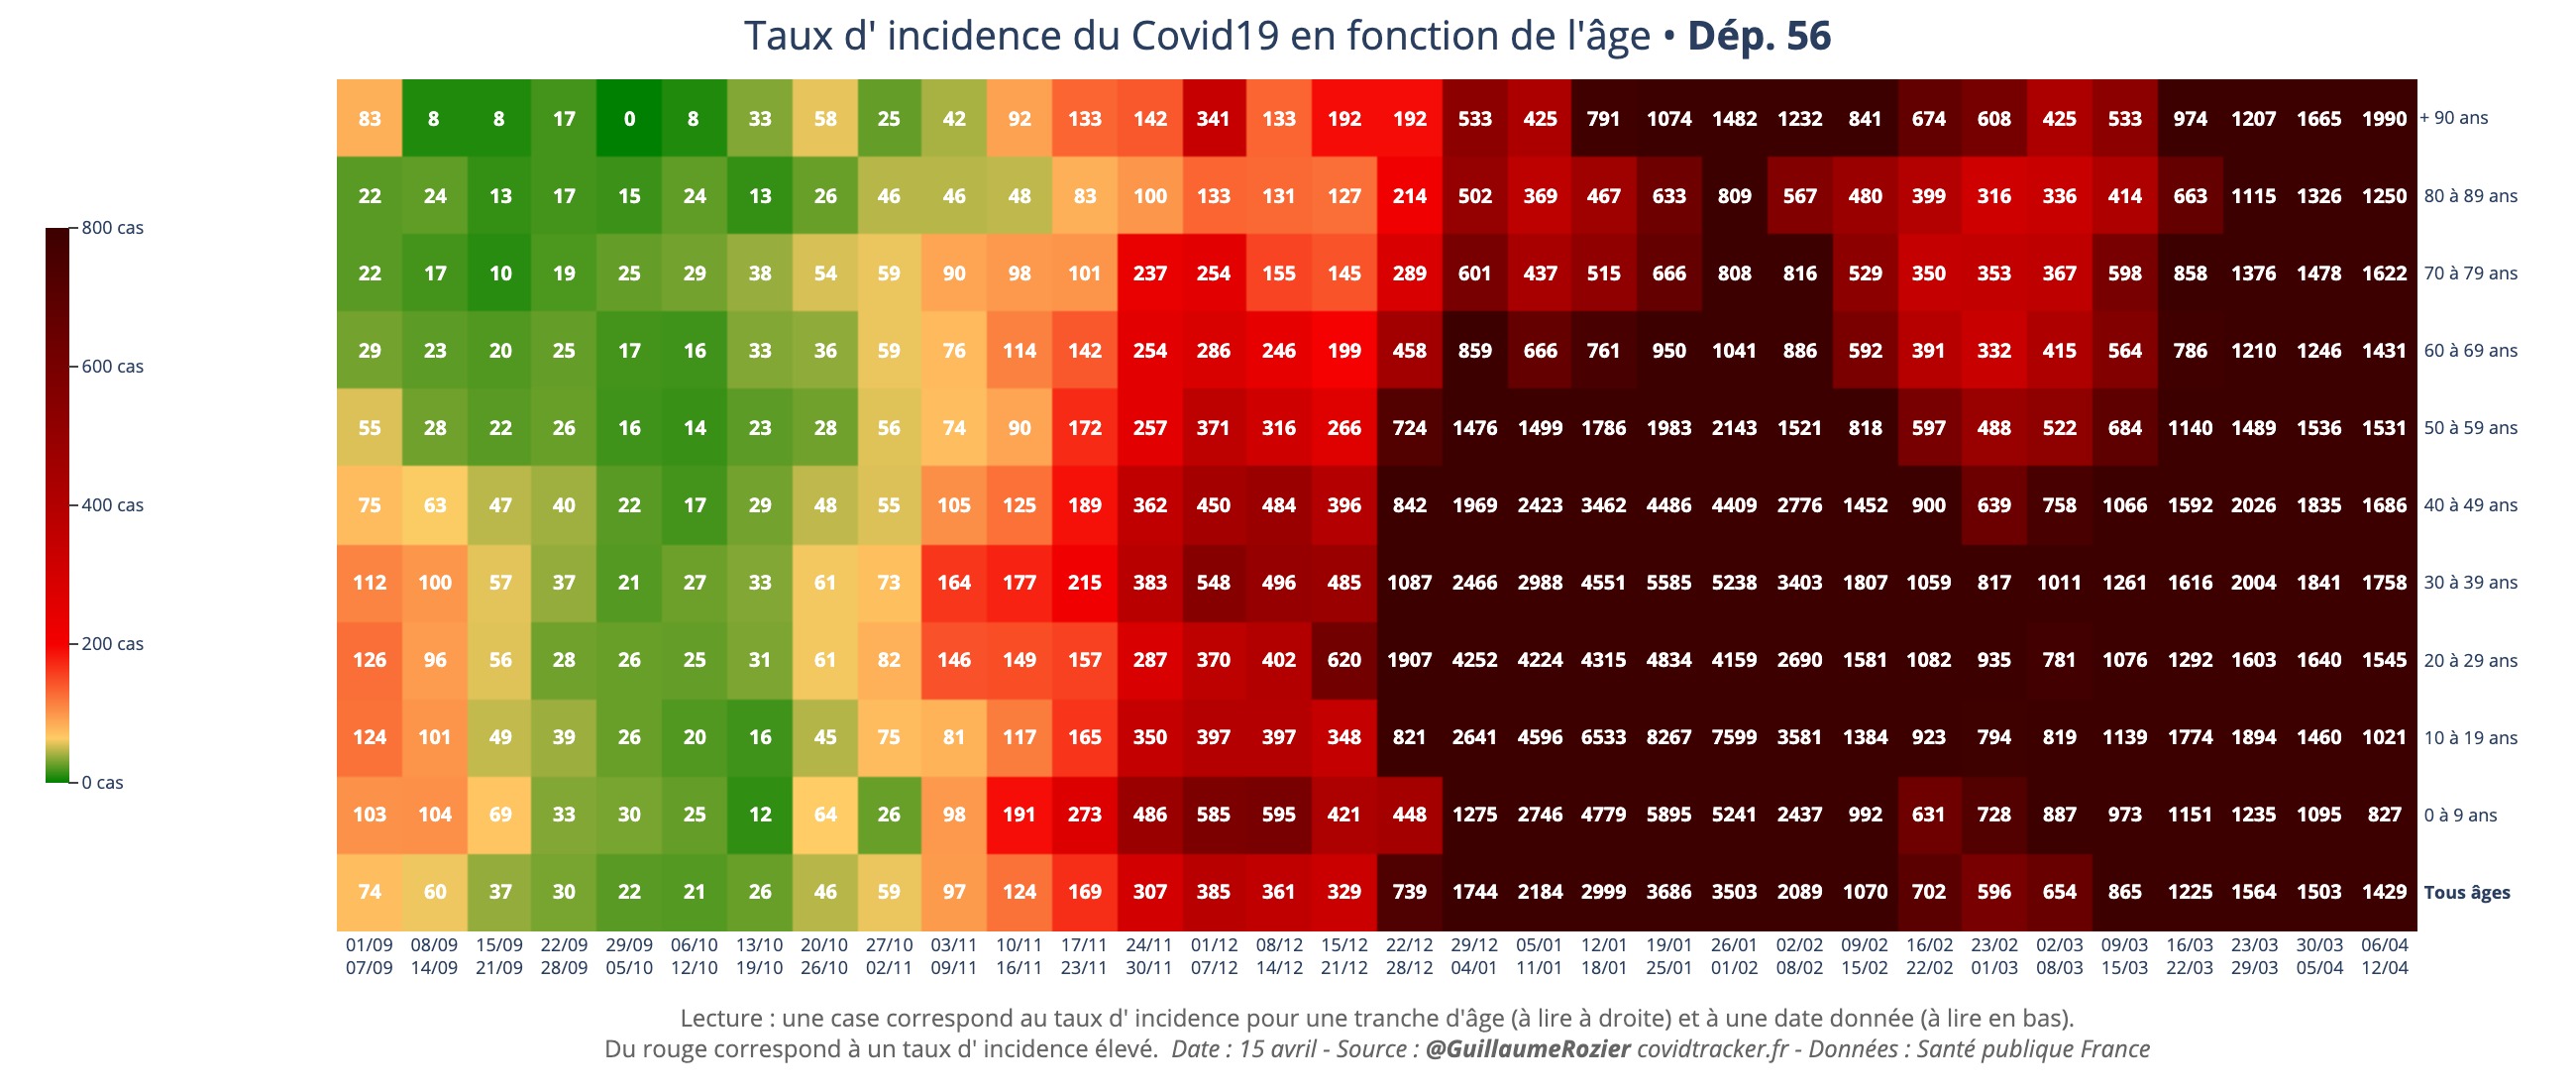 Taux d' incidence du Covid19 en fonction de l'âge • Dép. 56
800 cas
600 cas
400 cas
200 cas
0 cas
83 8 8 17 0 8 33 58 25 42 92 133 142 341 133 192 192 533 425 791 1074 1482 1232 841 674 608 425 533 974 1207 1665 1990 + 90 ans
22 24 13 17 15 24 13 26 46 46 48 83 100 133 131 127 214 502 369 467 633 809 567 480 399 316 336 414 663 1115 1326 1250 80 à 89 ans
22 17 10 19 25 29 38 54 59 90 98 101 237 254 155 145 289 601 437 515 666 808 816 529 350 353 367 598 858 1376 1478 1622 70 à 79 ans
29 23 20 25 17 16 33 36 59 76 114 142 254 286 246 199 458 859 666 761 950 1041 886 592 391 332 415 564 786 1210 1246 1431 60 à 69 ans
55 28 22 26 16 14 23 28 56 74 90 172 257 371 316 266 724 1476 1499 1786 1983 2143 1521 818 597 488 522 684 1140 1489 1536 1531 50 à 59 ans
75 63 47 40 22 17 29 48 55 105 125 189 362 450 484 396 842 1969 2423 3462 4486 4409 2776 1452 900 639 758 1066 1592 2026 1835 1686 40 à 49 ans
112 100 57 37 21 27 33 61 73 164 177 215 383 548 496 485 1087 2466 2988 4551 5585 5238 3403 1807 1059 817 1011 1261 1616 2004 1841 1758 30 à 39 ans
126 96 56 28 26 25 31 61 82 146 149 157 287 370 402 620 1907 4252 4224 4315 4834 4159 2690 1581 1082 935 781 1076 1292 1603 1640 1545 20 à 29 ans
124 101 49 39 26 20 16 45 75 81 117 165 350 397 397 348 821 2641 4596 6533 8267 7599 3581 1384 923 794 819 1139 1774 1894 1460 1021 10 à 19 ans
103 104 69 33 30 25 12 64 26 98 191 273 486 585 595 421 448 1275 2746 4779 5895 5241 2437 992 631 728 887 973 1151 1235 1095 827 0 à 9 ans
74 60 37 30 22 21 26 46 59 97 124 169 307 385 361 329 739 1744 2184 2999 3686 3503 2089 1070 702 596 654 865 1225 1564 1503 1429 Tous âges
01/09 08/09 15/09 22/09 29/09 06/10 13/10 20/10 27/10 03/11 10/11 17/11 24/11 01/12 08/12 15/12 22/12 29/12 05/01 12/01 19/01 26/01 02/02 09/02 16/02 23/02 02/03 09/03 16/03 23/03 30/03 06/04
07/09 14/09 21/09 28/09 05/10 12/10 19/10 26/10 02/11 09/11 16/11 23/11 30/11 07/12 14/12 21/12 28/12 04/01 11/01 18/01 25/01 01/02 08/02 15/02 22/02 01/03 08/03 15/03 22/03 29/03 05/04 12/04
Lecture : une case correspond au taux d' incidence pour une tranche d'âge (à lire à droite) et à une date donnée (à lire en bas).
Du rouge correspond à un taux d' incidence élevé. Date : 15 avril - Source : @GuillaumeRozier covidtracker.fr - Données : Santé publique France